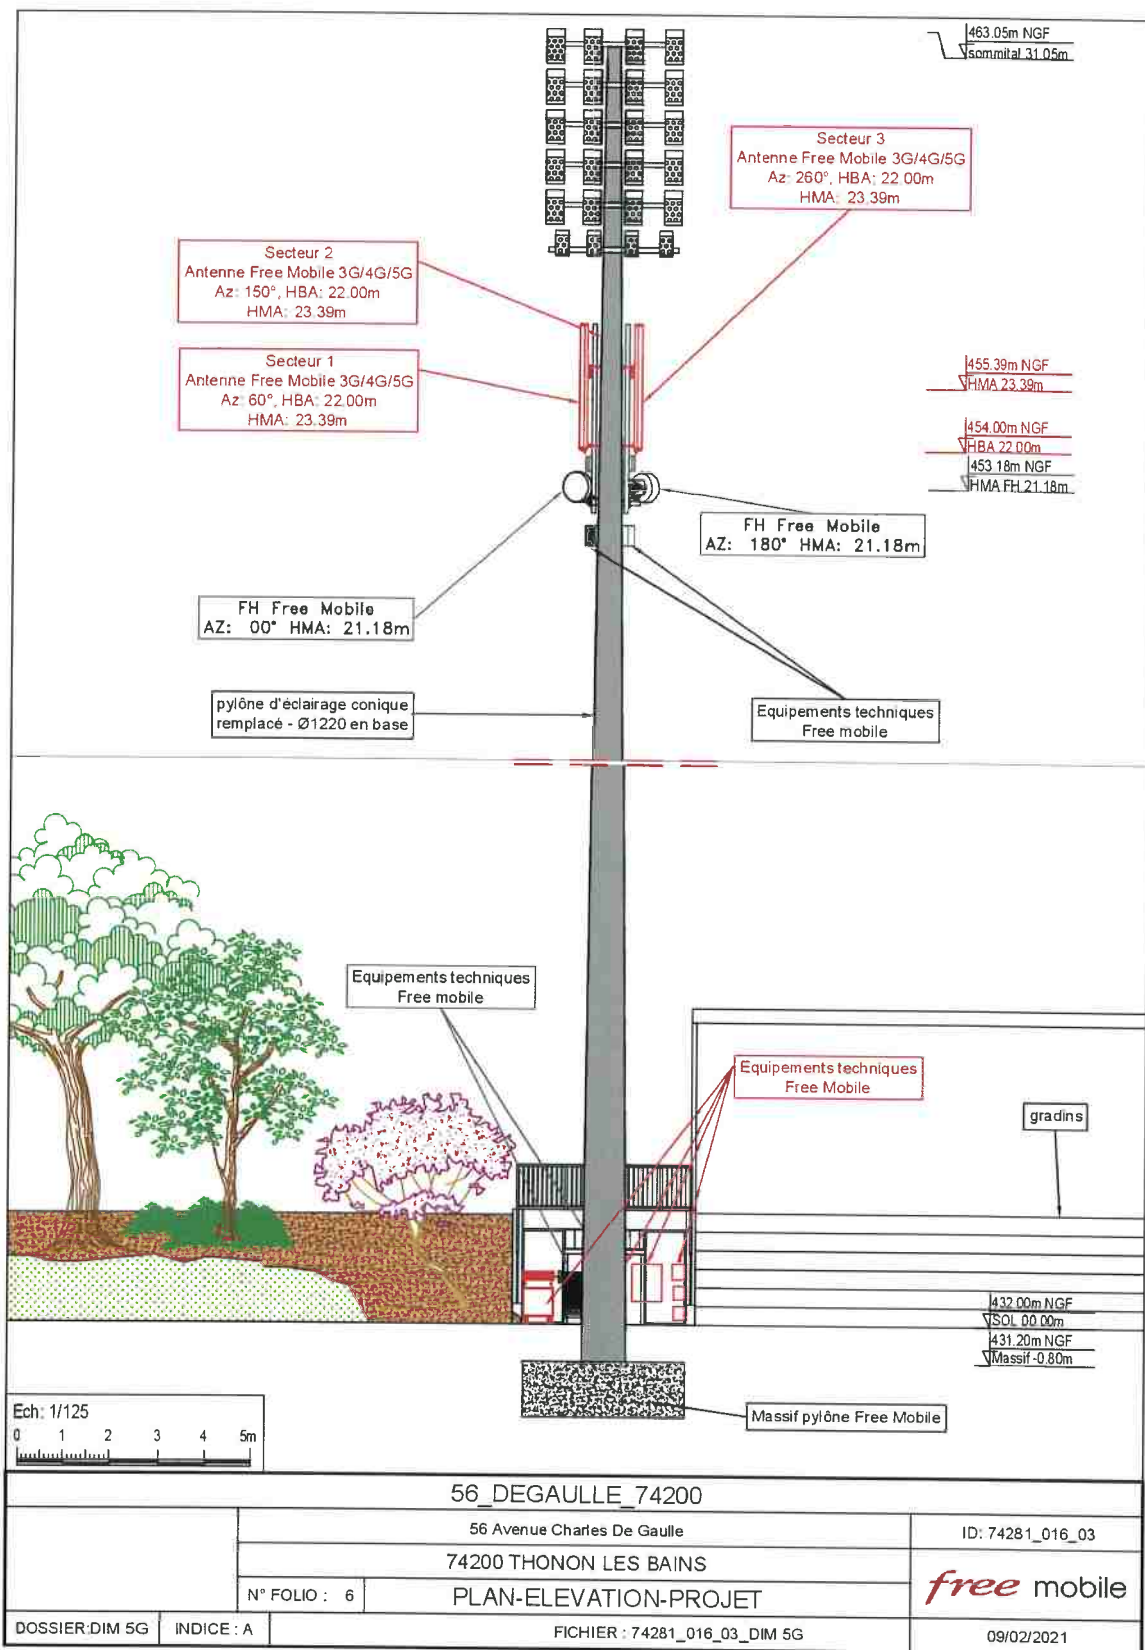 463.05m NGF
sommital 31.05m
Secteur 3
Antenne Free Mobile 3G/4G/5G
Az: 260°, HBA: 22.00m
HMA: 23.39m
Secteur 2
Antenne Free Mobile 3G/4G/5G
Az: 150°, HBA: 22.00m
HMA: 23.39m
Secteur 1
Antenne Free Mobile 3G/4G/5G
Az: 60°, HBA: 22.00m
HMA: 23.39m
455.39m NGF
HMA 23.39m
454.00m NGF
HBA 22.00m
453.18m NGF
HMA FH 21.18m
FH Free Mobile
AZ: 180° HMA: 21.18m
FH Free Mobile
AZ: 00° HMA: 21.18m
pylône d'éclairage conique
remplacé - Ø1220 en base
Equipements techniques
Free mobile
Equipements techniques
Free mobile
Equipements techniques
Free Mobile
gradins
432.00m NGF
SOL 00.00m
431.20m NGF
Massif -0.80m
Massif pylône Free Mobile
Ech: 1/125
0 1 2 3 4 5m
56_DEGAULLE_74200
56 Avenue Charles De Gaulle
ID: 74281_016_03
74200 THONON LES BAINS
free mobile
N° FOLIO : 6
PLAN-ELEVATION-PROJET
DOSSIER:DIM 5G
INDICE : A
FICHIER : 74281_016_03_DIM 5G
09/02/2021